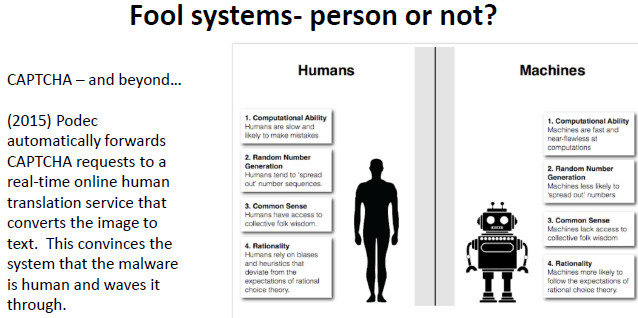 Fool systems- person or not?
CAPTCHA – and beyond...
(2015) Podec
automatically forwards
CAPTCHA requests to a
real-time online human
translation service that
converts the image to
text.  This convinces the
system that the malware
is human and waves it
through.
Humans
1. Computational Ability
Humans are slow and
likely to make mistakes
2. Random Number
Generation
Humans tend to 'spread
out' number sequences.
3. Common Sense
Humans have access to
collective folk wisdom.
4. Rationality
Humans rely on biases
and heuristics that
deviate from the
expectations of rational
choice theory.
Machines
1. Computational Ability
Machines are fast and
near-flawless at
computations
2. Random Number
Generation
Machines less likely to
'spread out' numbers
3. Common Sense
Machines lack access to
collective folk wisdom.
4. Rationality
Machines more likely to
follow the expectations of
rational choice theory.